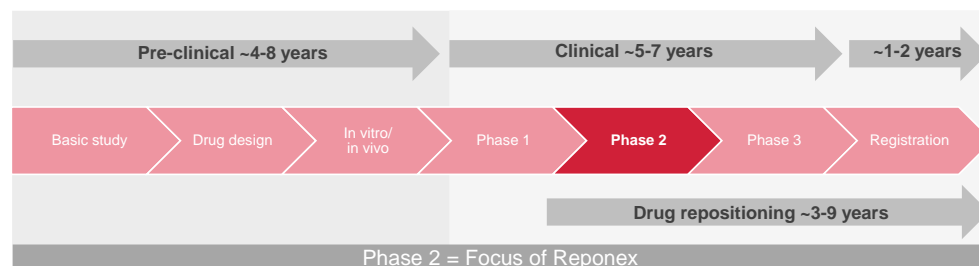 Pre-clinical ~4-8 years
Clinical ~5-7 years
~1-2 years
Basic study
Drug design
In vitro/
in vivo
Phase 1
Phase 2
Phase 3
Registration
Drug repositioning ~3-9 years
Phase 2 = Focus of Reponex